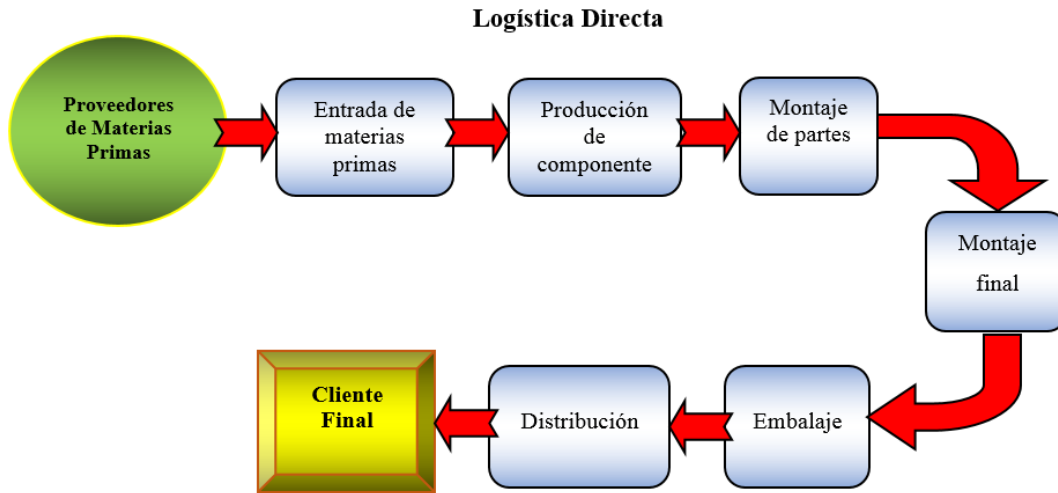 Logística Directa
Proveedores
de Materias
Primas
Entrada de
materias
primas
Producción
de
componente
Montaje
de partes
Montaje
final
Embalaje
Distribución
Cliente
Final